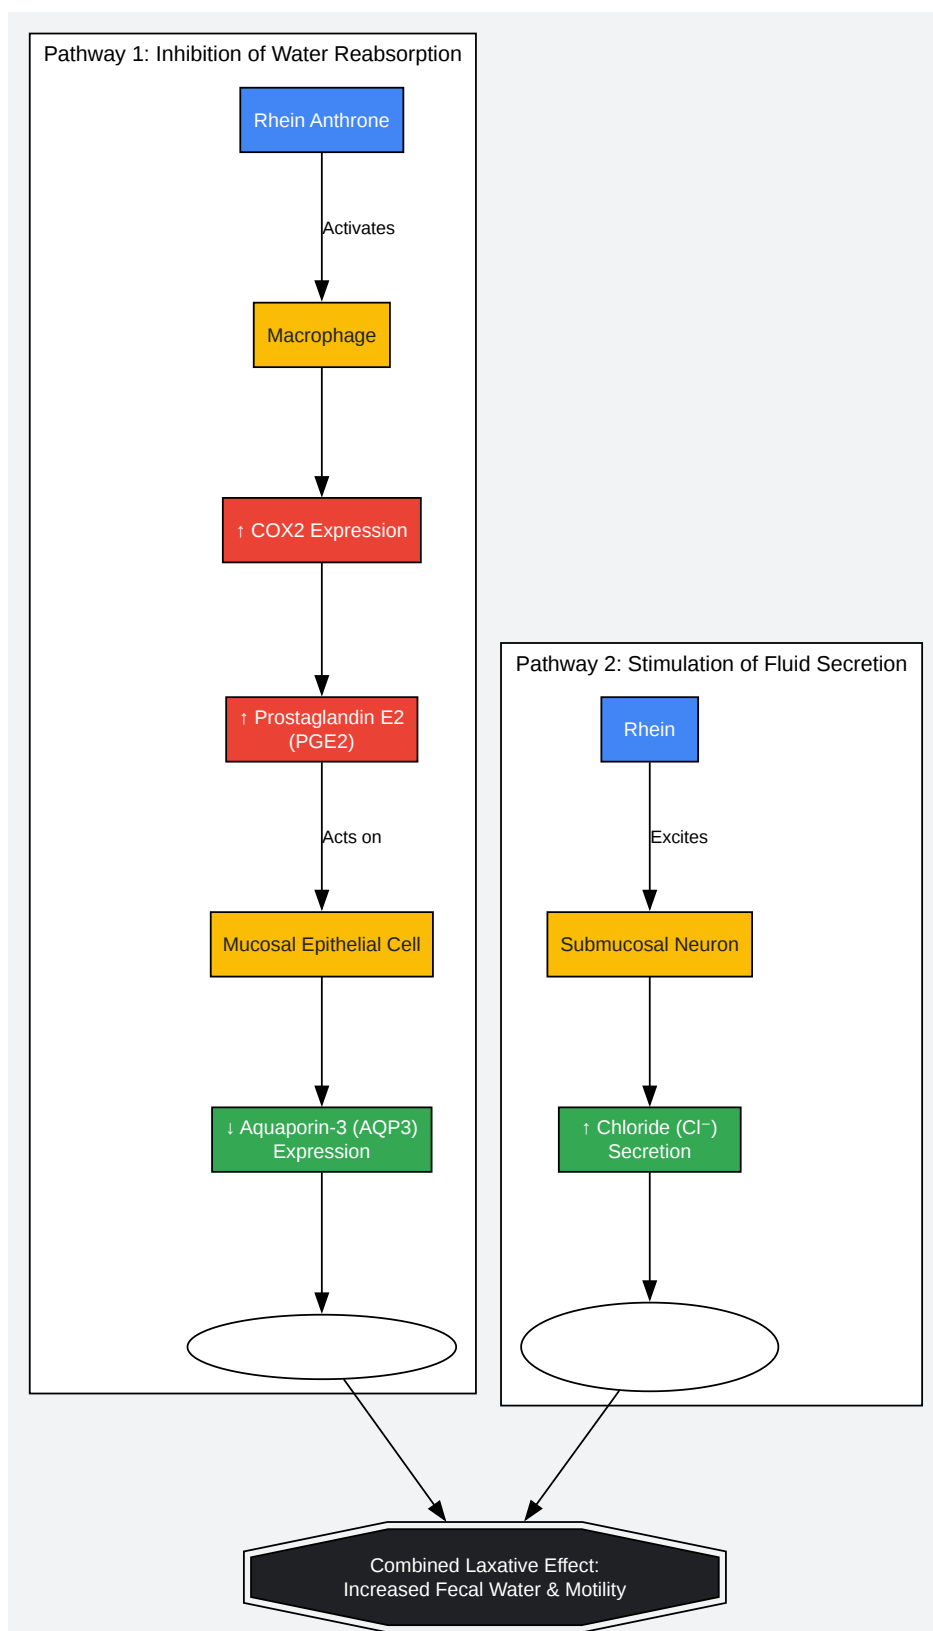 Pathway 1: Inhibition of Water Reabsorption
Rhein Anthrone
Activates
Macrophage
↑ COX2 Expression
↑ Prostaglandin E2
(PGE2)
Acts on
Mucosal Epithelial Cell
↓ Aquaporin-3 (AQP3)
Expression
Pathway 2: Stimulation of Fluid Secretion
Rhein
Excites
Submucosal Neuron
↑ Chloride (Cl⁻)
Secretion
Combined Laxative Effect:
Increased Fecal Water & Motility